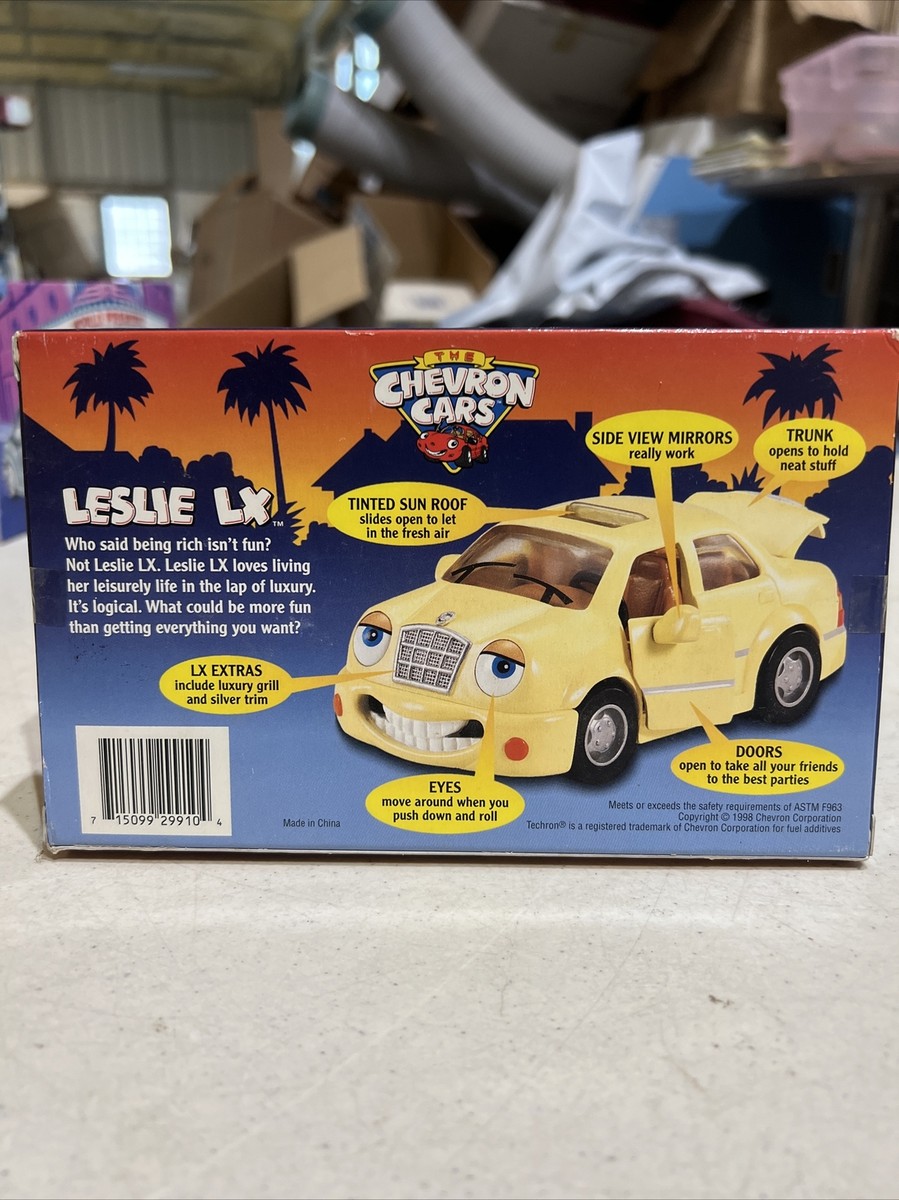 THE
CHEVRON
CARS™
LESLIE LX™
Who said being rich isn't fun?
Not Leslie LX. Leslie LX loves living
her leisurely life in the lap of luxury.
It's logical. What could be more fun
than getting everything you want?
TINTED SUN ROOF
slides open to let
in the fresh air
SIDE VIEW MIRRORS
really work
TRUNK
opens to hold
neat stuff
LX EXTRAS
include luxury grill
and silver trim
EYES
move around when you
push down and roll
DOORS
open to take all your friends
to the best parties
7 15099 29910 4
Made in China
Meets or exceeds the safety requirements of ASTM F963
Copyright © 1998 Chevron Corporation
Techron® is a registered trademark of Chevron Corporation for fuel additives